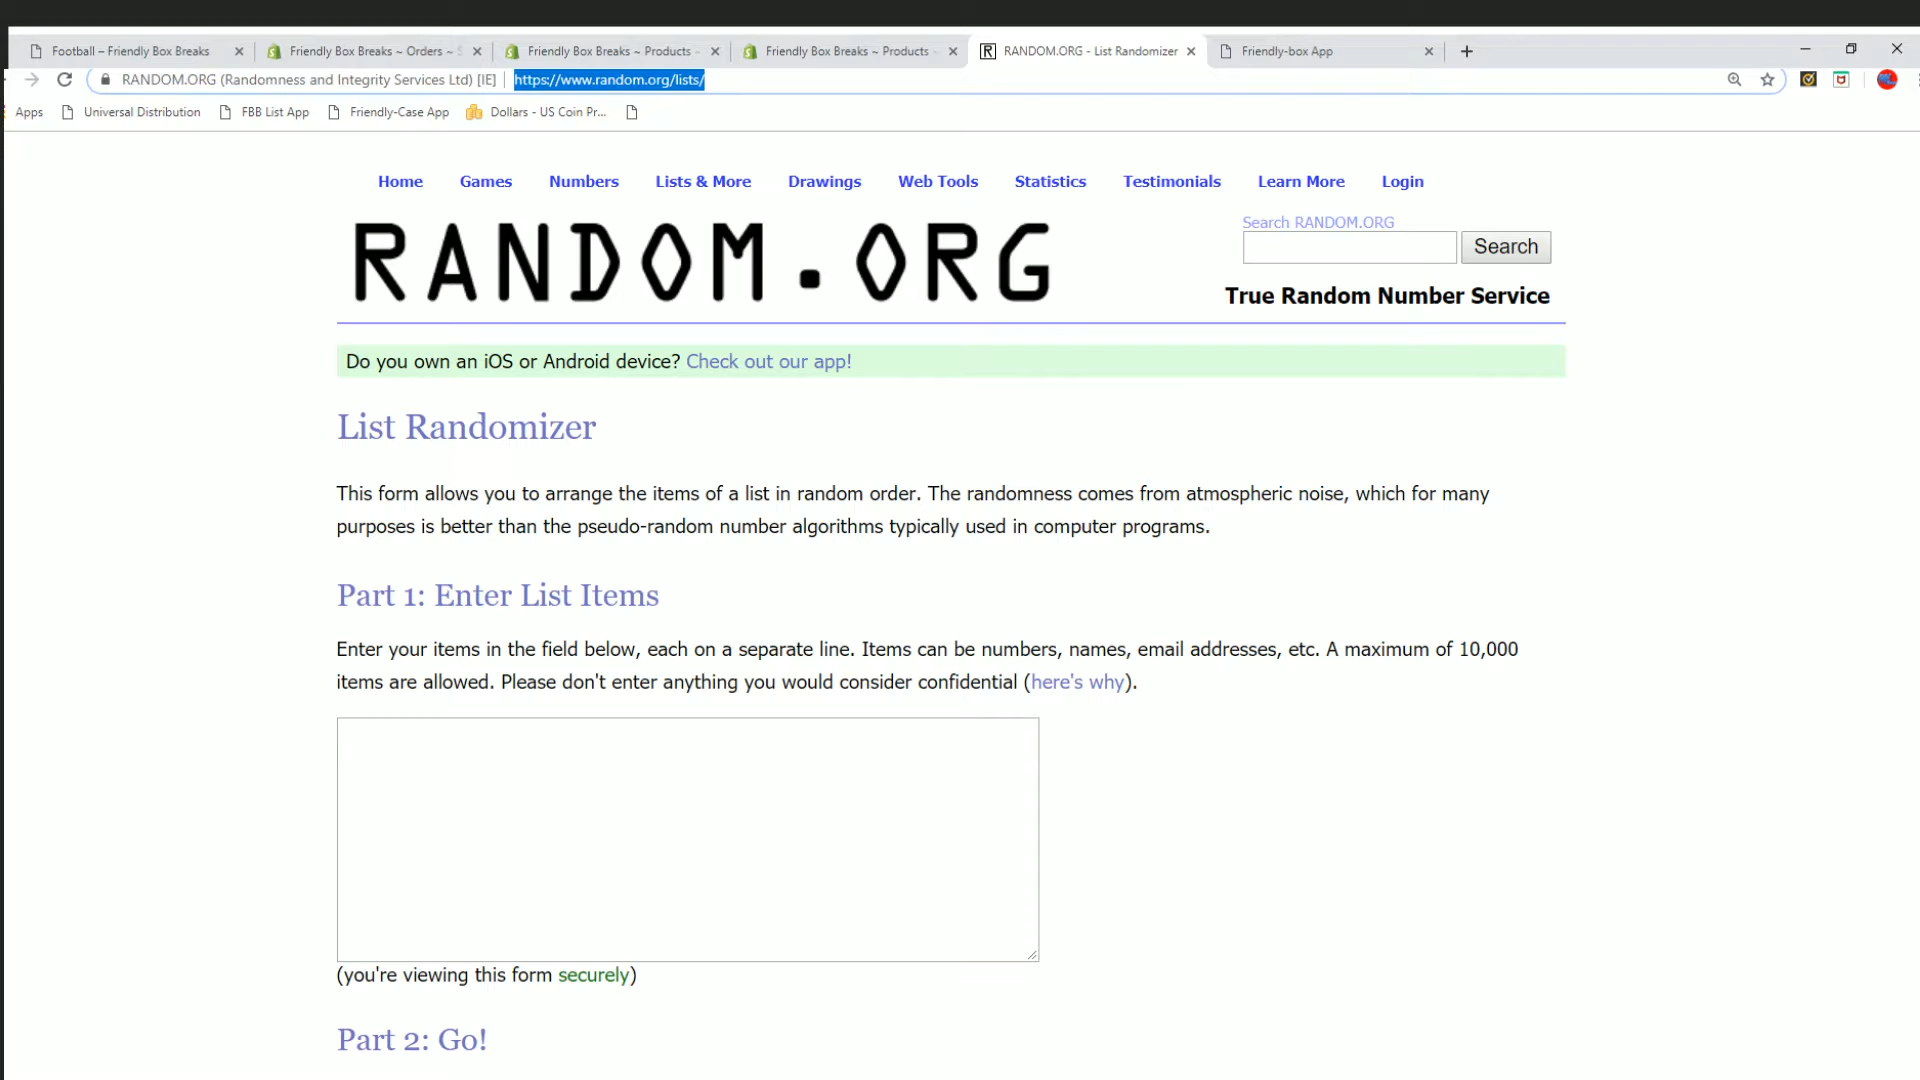 Football – Friendly Box Breaks
Friendly Box Breaks ~ Orders ~ S
Friendly Box Breaks ~ Products ~
Friendly Box Breaks ~ Products ~
RANDOM.ORG - List Randomizer
Friendly-box App
RANDOM.ORG (Randomness and Integrity Services Ltd) [IE] | https://www.random.org/lists/
Apps
Universal Distribution
FBB List App
Friendly-Case App
Dollars - US Coin Pr...
Home Games Numbers Lists & More Drawings Web Tools Statistics Testimonials Learn More Login
RANDOM.ORG
Search RANDOM.ORG
Search
True Random Number Service
Do you own an iOS or Android device? Check out our app!
List Randomizer
This form allows you to arrange the items of a list in random order. The randomness comes from atmospheric noise, which for many
purposes is better than the pseudo-random number algorithms typically used in computer programs.
Part 1: Enter List Items
Enter your items in the field below, each on a separate line. Items can be numbers, names, email addresses, etc. A maximum of 10,000
items are allowed. Please don't enter anything you would consider confidential (here's why).
(you're viewing this form securely)
Part 2: Go!